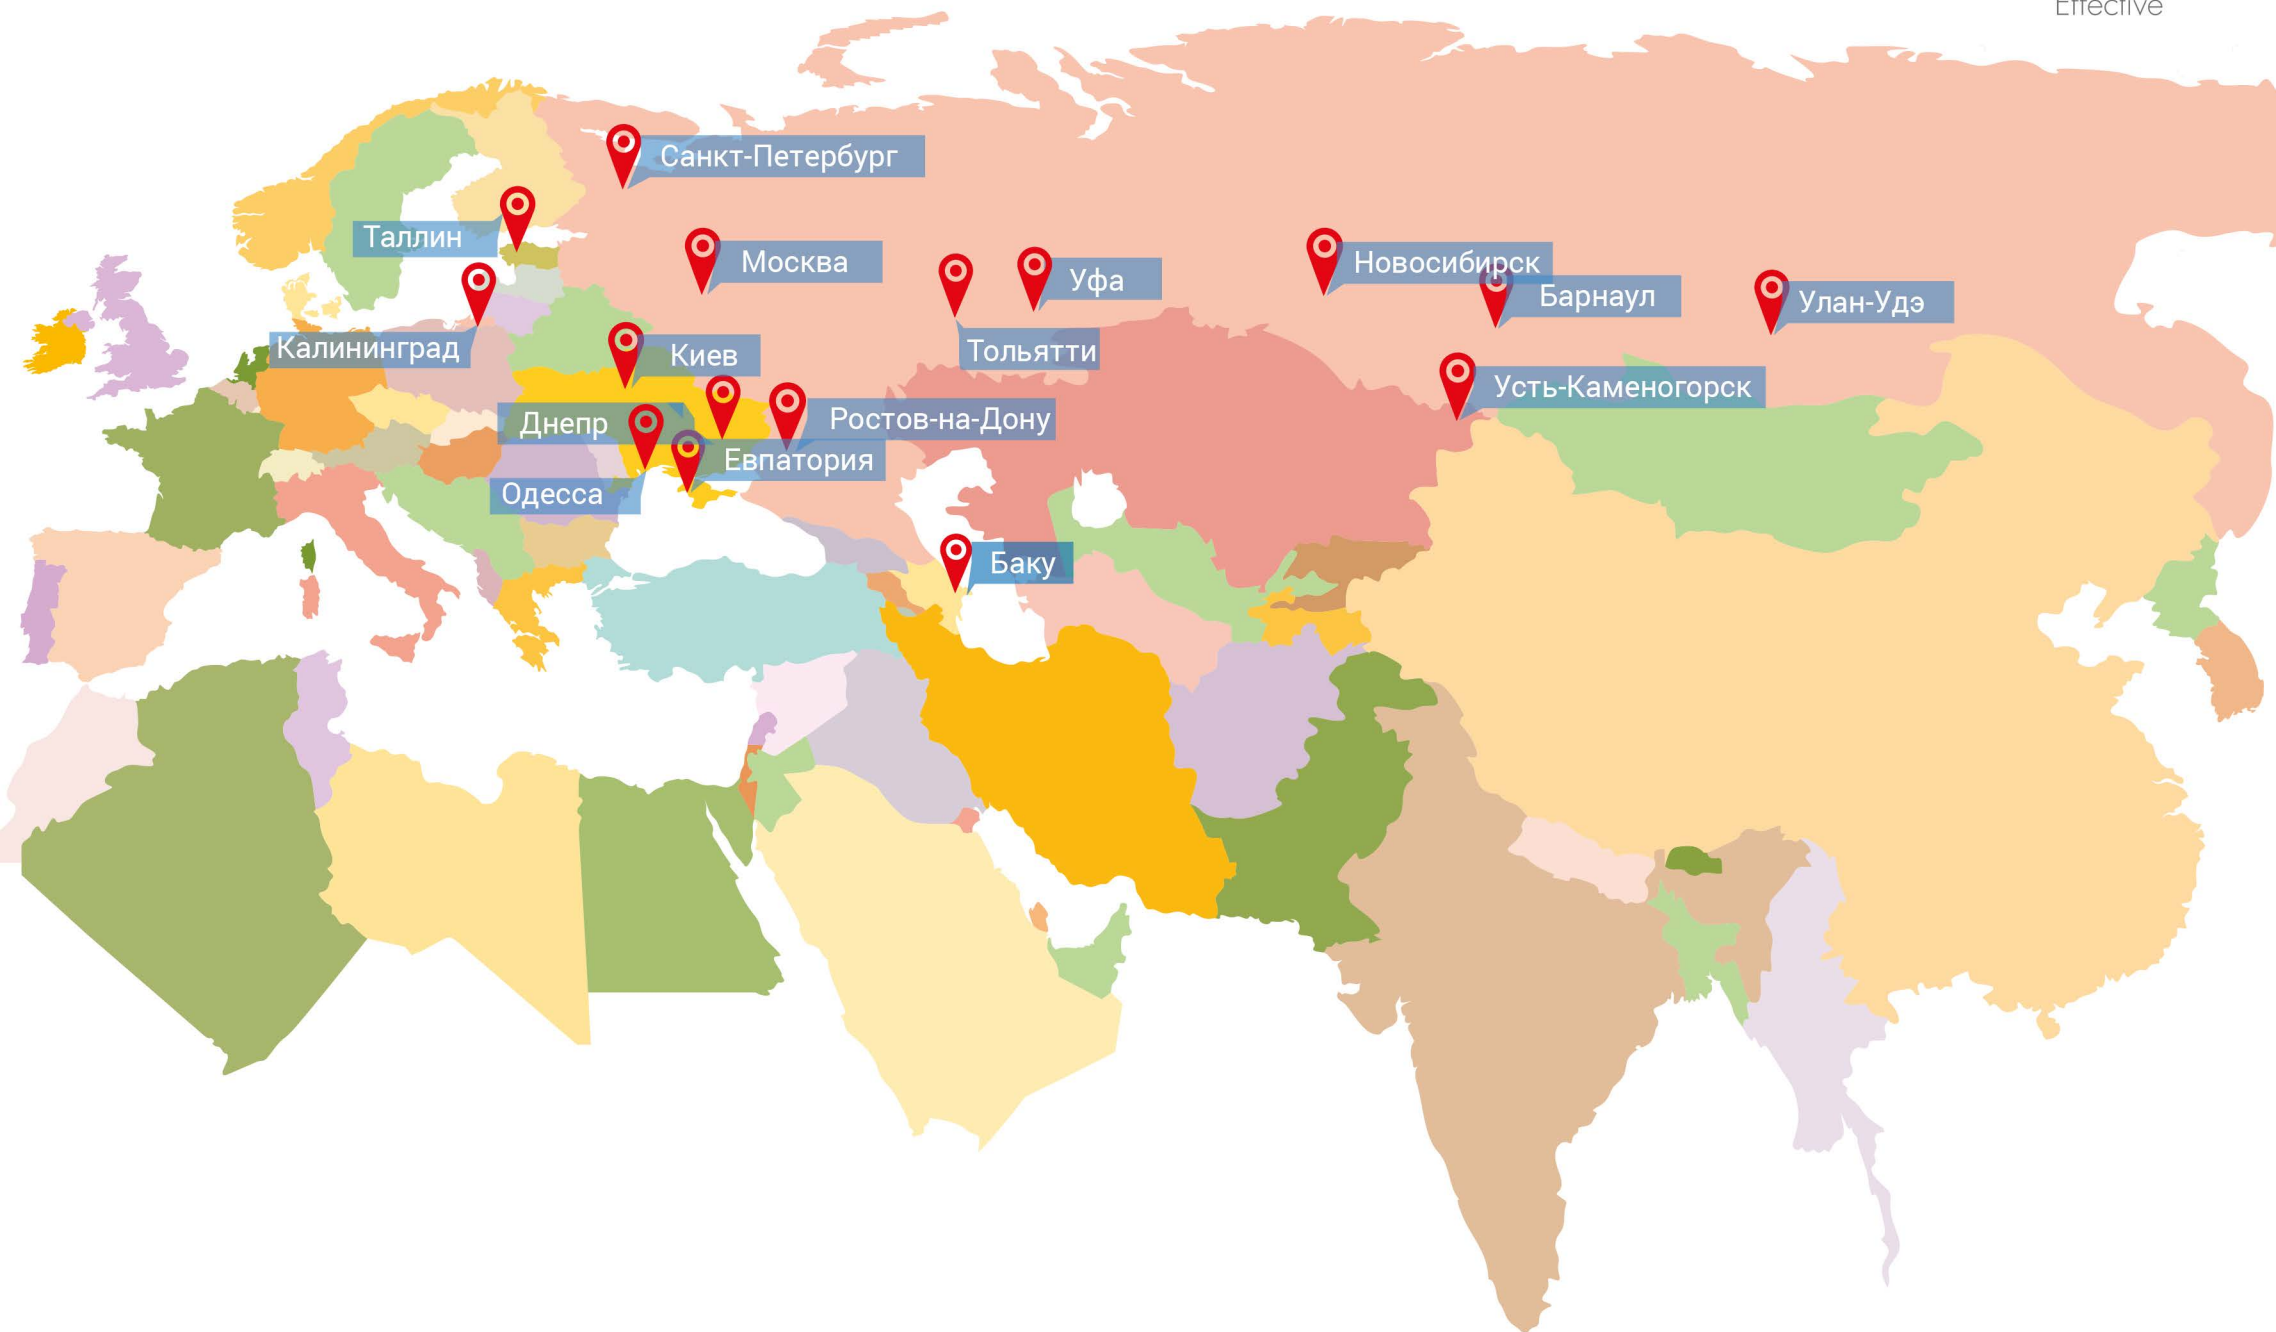 Effective
Санкт-Петербург
Таллин
Москва
Новосибирск
Уфа
Барнаул
Улан-Удэ
Калининград
Киев
Тольятти
Усть-Каменогорск
Днепр
Ростов-на-Дону
Евпатория
Одесса
Баку